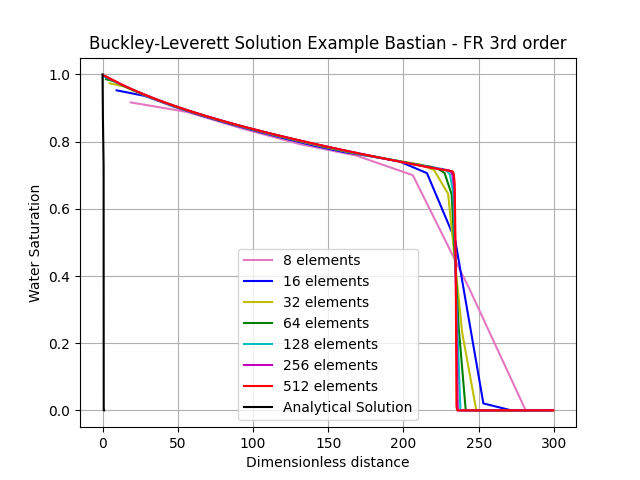 Buckley-Leverett Solution Example Bastian - FR 3rd order
1.0
0.8
0.6
0.4
0.2
0.0
Water Saturation
8 elements
16 elements
32 elements
64 elements
128 elements
256 elements
512 elements
Analytical Solution
0 50 100 150 200 250 300
Dimensionless distance